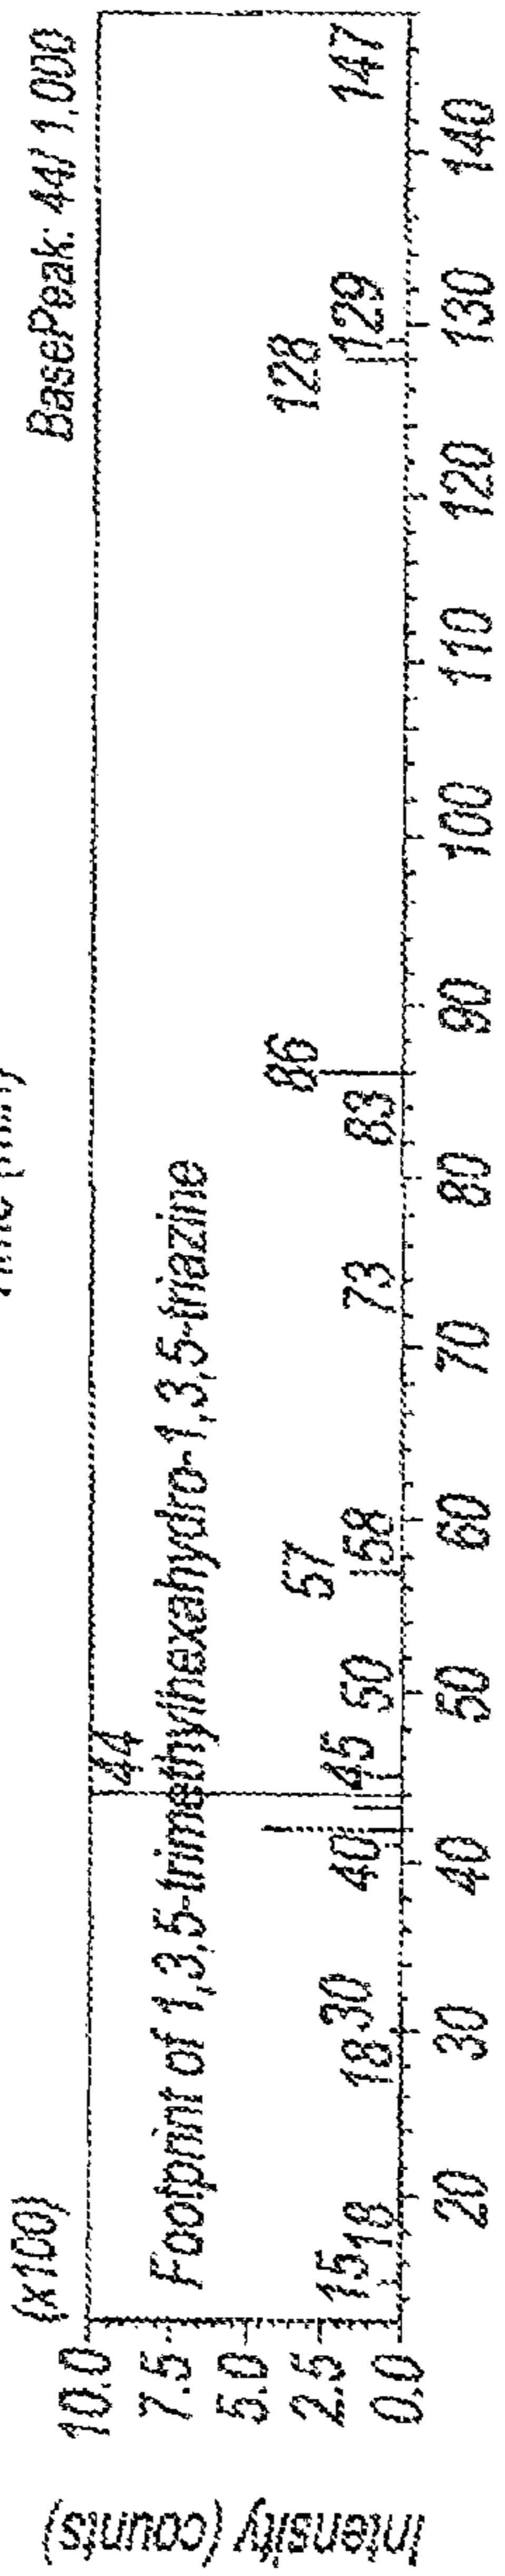 (x100)
BasePeak: 44/ 1,000
Intensity (counts)
10.0
7.5
5.0
2.5
0.0
Footprint of 1,3,5-trimethylhexahydro-1,3,5-triazine
15 18 18 30 40 44 45 50 57 58 73 83 86 128 129 147
20 30 40 50 60 70 80 90 100 110 120 130 140